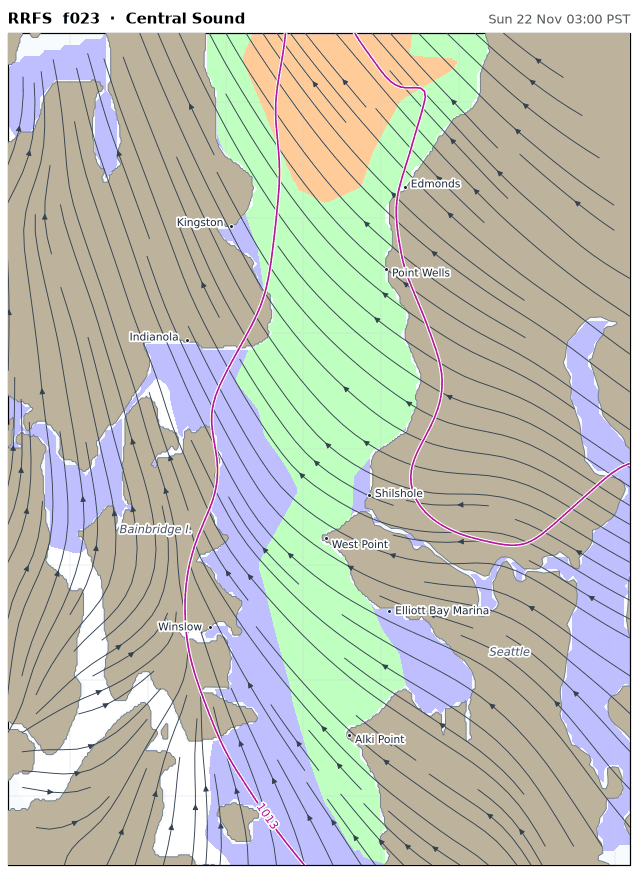 RRFS f023 · Central Sound
Sun 22 Nov 03:00 PST
Edmonds
Kingston
Point Wells
Indianola
Shilshole
Bainbridge I.
West Point
Elliott Bay Marina
Winslow
Seattle
Alki Point
1013